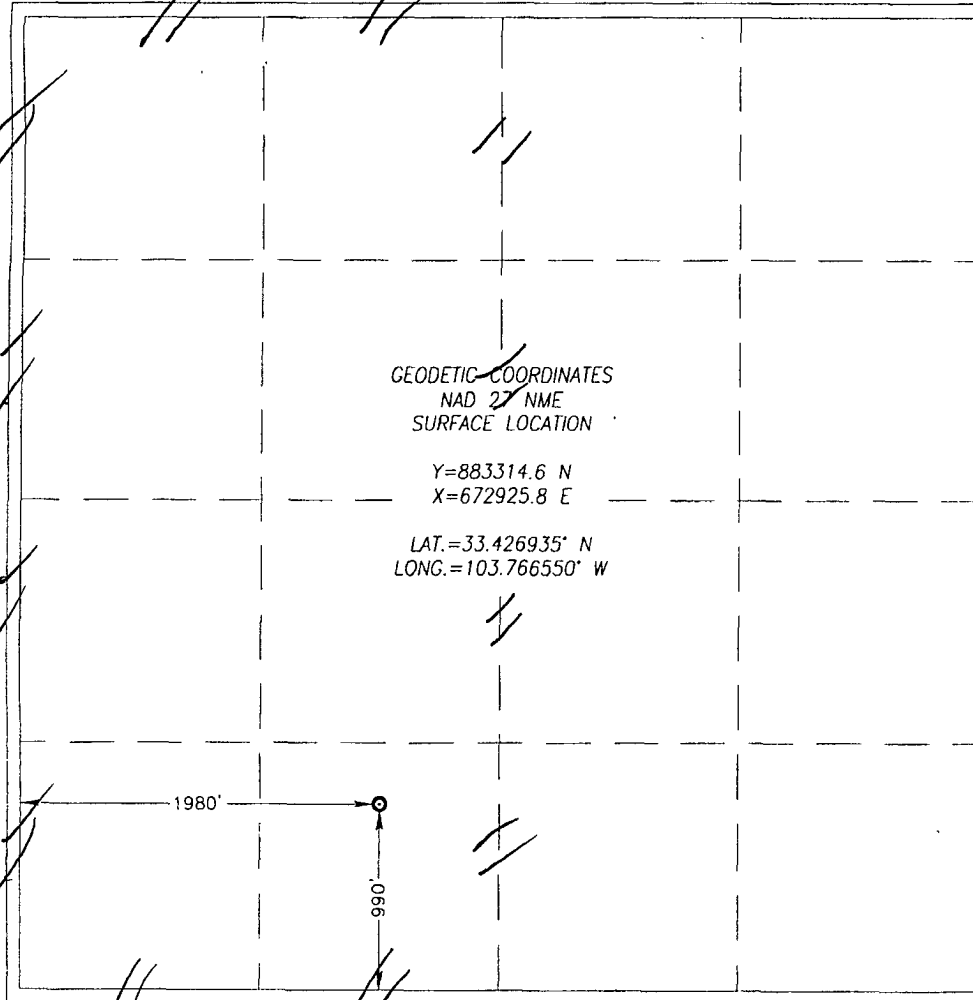 GEODETIC COORDINATES
NAD 27 NME
SURFACE LOCATION
Y=883314.6 N
X=672925.8 E
LAT.=33.426935° N
LONG.=103.766550° W
1980'
990'